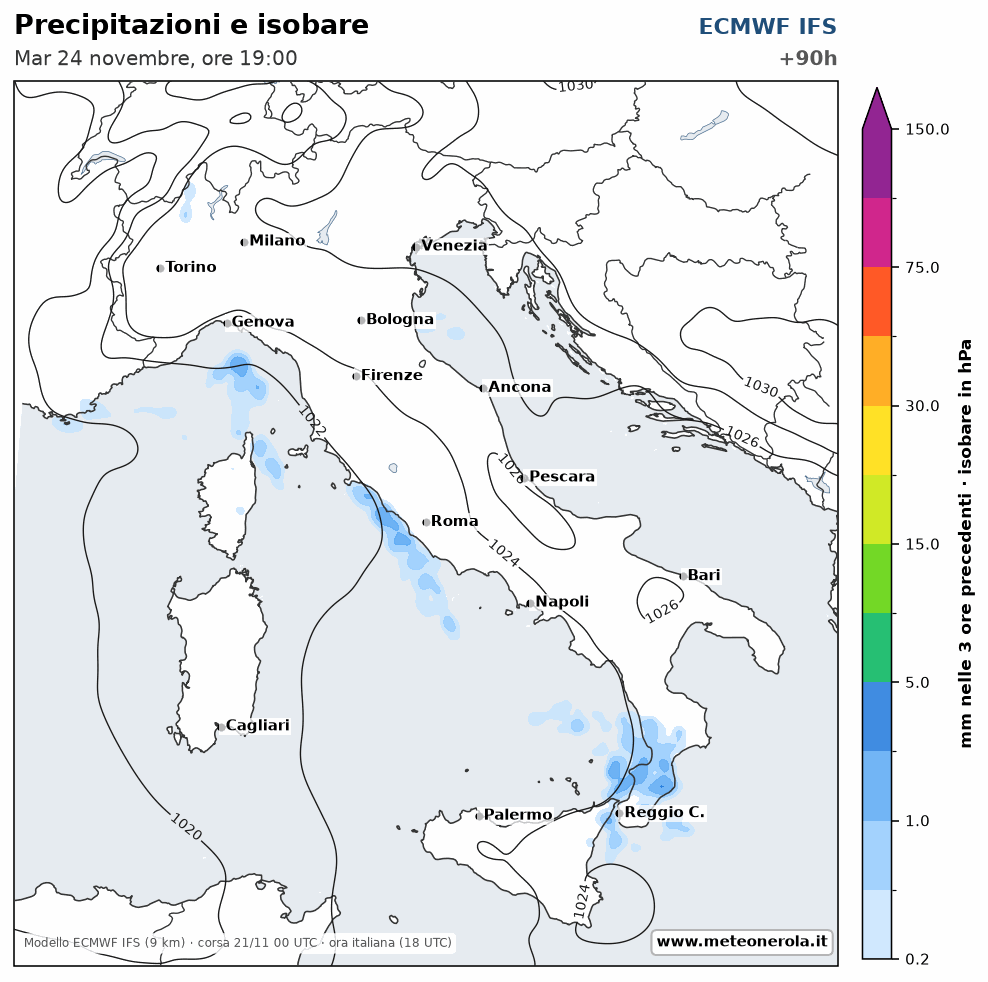 Precipitazioni e isobare
ECMWF IFS
Mar 24 novembre, ore 19:00
+90h
1030
150.0
75.0
30.0
15.0
5.0
1.0
0.2
mm nelle 3 ore precedenti · isobare in hPa
Milano
Venezia
Torino
Genova
Bologna
Firenze
Ancona
1030
1022
1026
Pescara
Roma
1024
Bari
Napoli
1026
Cagliari
Reggio C.
Palermo
1020
1024
Modello ECMWF IFS (9 km) · corsa 21/11 00 UTC · ora italiana (18 UTC)
www.meteonerola.it